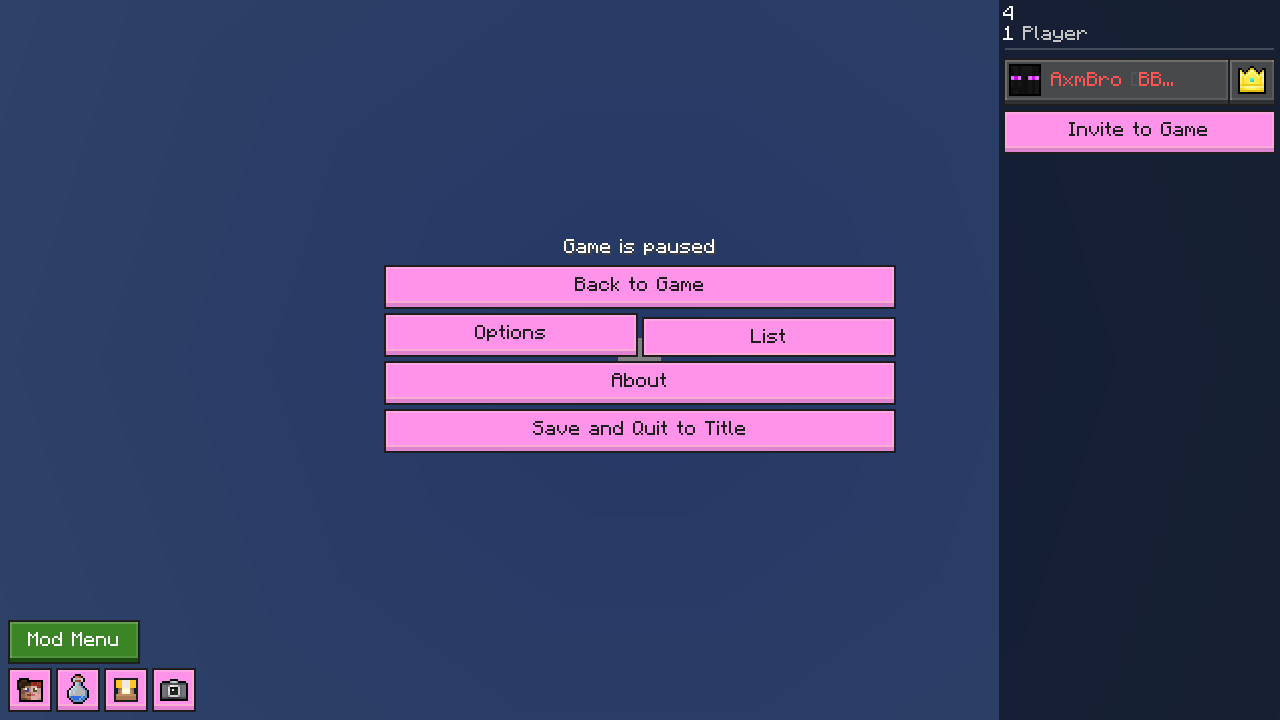 4
1 Player
AxmBro BB...
Invite to Game
Game is paused
Back to Game
Options
List
About
Save and Quit to Title
Mod Menu